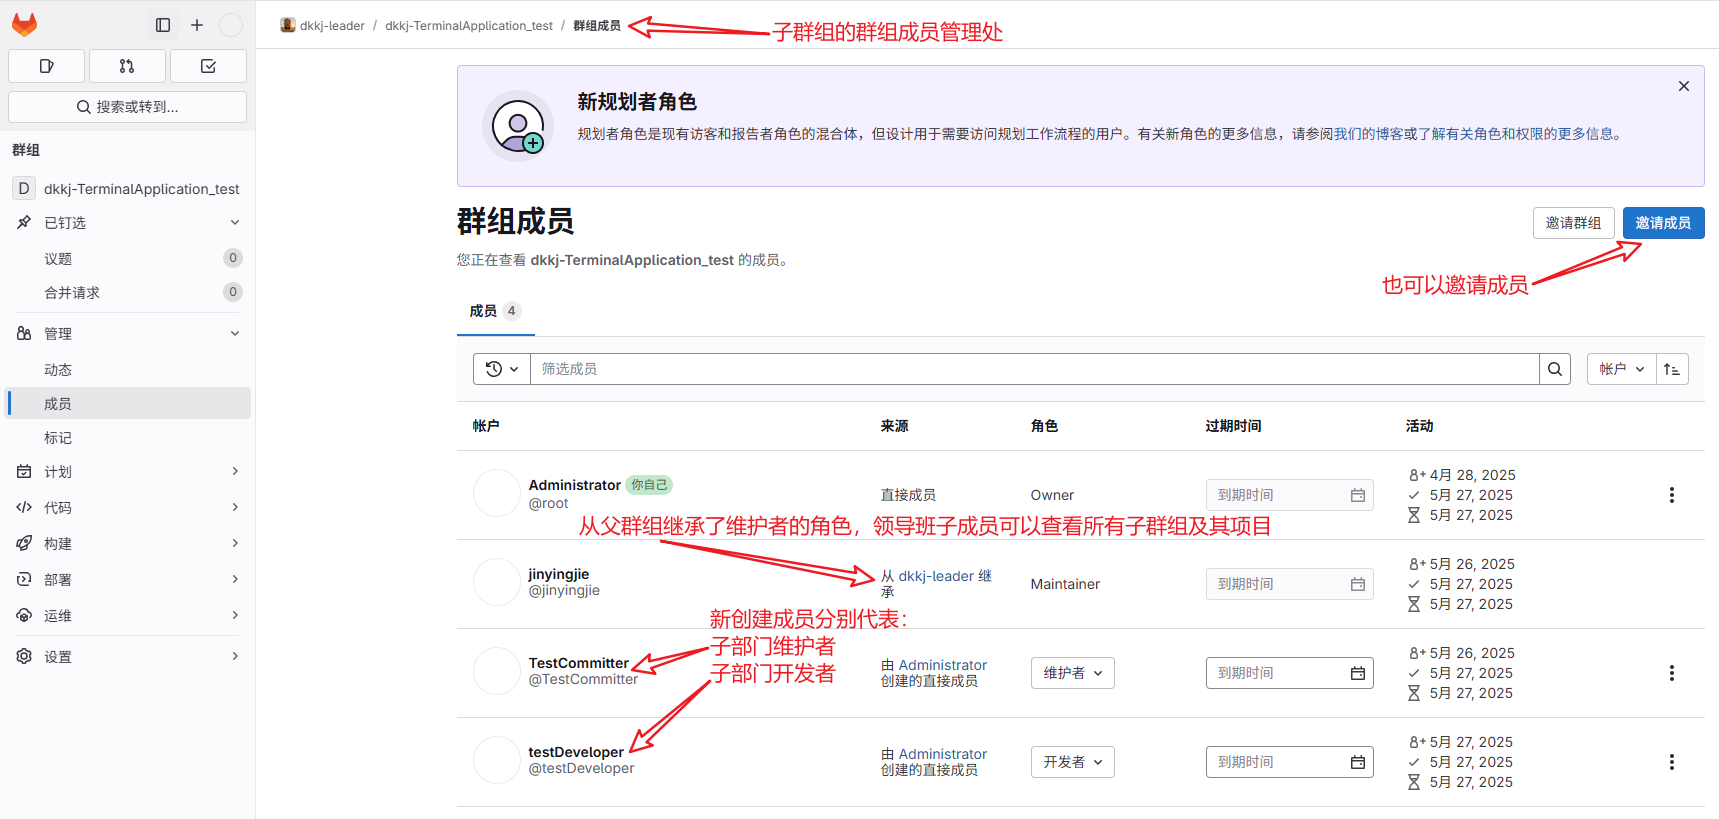 dkkj-leader / dkkj-TerminalApplication_test / 群组成员
子群组的群组成员管理处
搜索或转到...
群组
D dkkj-TerminalApplication_test
已钉选
议题 0
合并请求 0
管理
动态
成员
标记
计划
代码
构建
部署
运维
设置
新规划者角色
规划者角色是现有访客和报告者角色的混合体，但设计用于需要访问规划工作流程的用户。有关新角色的更多信息，请参阅我们的博客或了解有关角色和权限的更多信息。
群组成员
邀请群组
邀请成员
您正在查看 dkkj-TerminalApplication_test 的成员。
也可以邀请成员
成员 4
筛选成员
帐户
帐户 来源 角色 过期时间 活动
Administrator 你自己
@root
直接成员
Owner
到期时间
4月 28, 2025
5月 27, 2025
5月 27, 2025
从父群组继承了维护者的角色，领导班子成员可以查看所有子群组及其项目
jinyingjie
@jinyingjie
从 dkkj-leader 继
承
Maintainer
到期时间
5月 26, 2025
5月 27, 2025
5月 27, 2025
新创建成员分别代表：
子部门维护者
子部门开发者
TestCommitter
@TestCommitter
由 Administrator
创建的直接成员
维护者
到期时间
5月 26, 2025
5月 27, 2025
5月 27, 2025
testDeveloper
@testDeveloper
由 Administrator
创建的直接成员
开发者
到期时间
5月 27, 2025
5月 27, 2025
5月 27, 2025